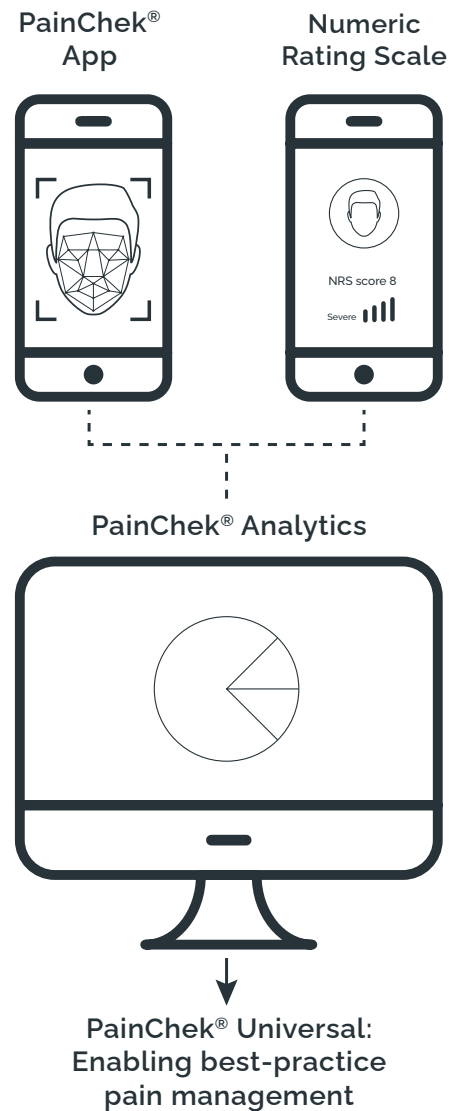 PainChek®
App
Numeric
Rating Scale
NRS score 8
Severe
PainChek® Analytics
PainChek® Universal:
Enabling best-practice
pain management